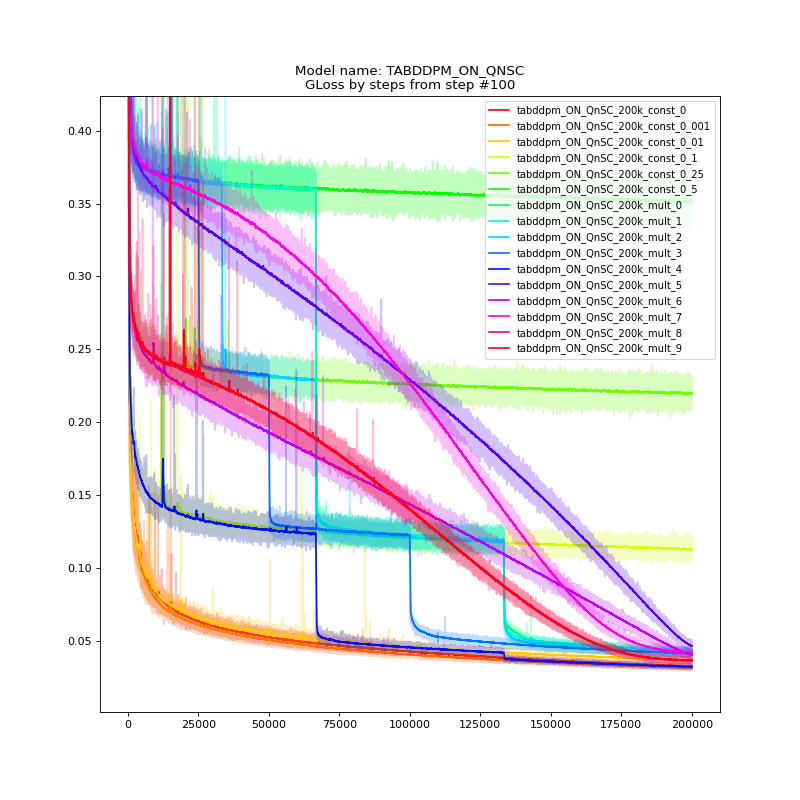 Model name: TABDDPM_ON_QNSC
GLoss by steps from step #100
tabddpm_ON_QnSC_200k_const_0
tabddpm_ON_QnSC_200k_const_0_001
tabddpm_ON_QnSC_200k_const_0_01
tabddpm_ON_QnSC_200k_const_0_1
tabddpm_ON_QnSC_200k_const_0_25
tabddpm_ON_QnSC_200k_const_0_5
tabddpm_ON_QnSC_200k_mult_0
tabddpm_ON_QnSC_200k_mult_1
tabddpm_ON_QnSC_200k_mult_2
tabddpm_ON_QnSC_200k_mult_3
tabddpm_ON_QnSC_200k_mult_4
tabddpm_ON_QnSC_200k_mult_5
tabddpm_ON_QnSC_200k_mult_6
tabddpm_ON_QnSC_200k_mult_7
tabddpm_ON_QnSC_200k_mult_8
tabddpm_ON_QnSC_200k_mult_9
0.40
0.35
0.30
0.25
0.20
0.15
0.10
0.05
0 25000 50000 75000 100000 125000 150000 175000 200000